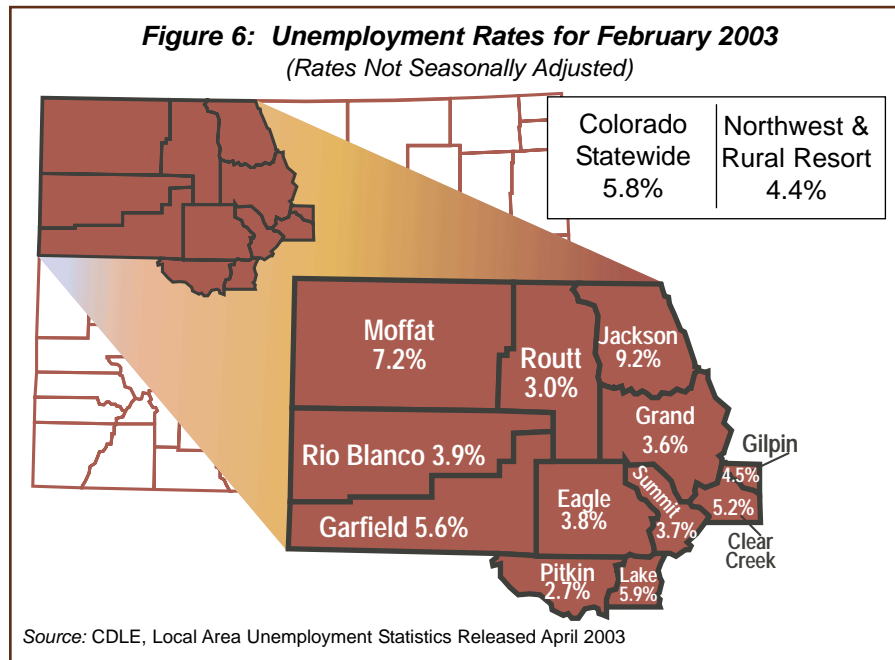 Figure 6: Unemployment Rates for February 2003
(Rates Not Seasonally Adjusted)
Colorado
Statewide
5.8%
Northwest &
Rural Resort
4.4%
Moffat
7.2%
Routt
3.0%
Jackson
9.2%
Grand
3.6%
Gilpin
4.5%
Rio Blanco 3.9%
Garfield 5.6%
Eagle
3.8%
Summit
3.7%
5.2%
Clear
Creek
Pitkin
2.7%
Lake
5.9%
Source: CDLE, Local Area Unemployment Statistics Released April 2003